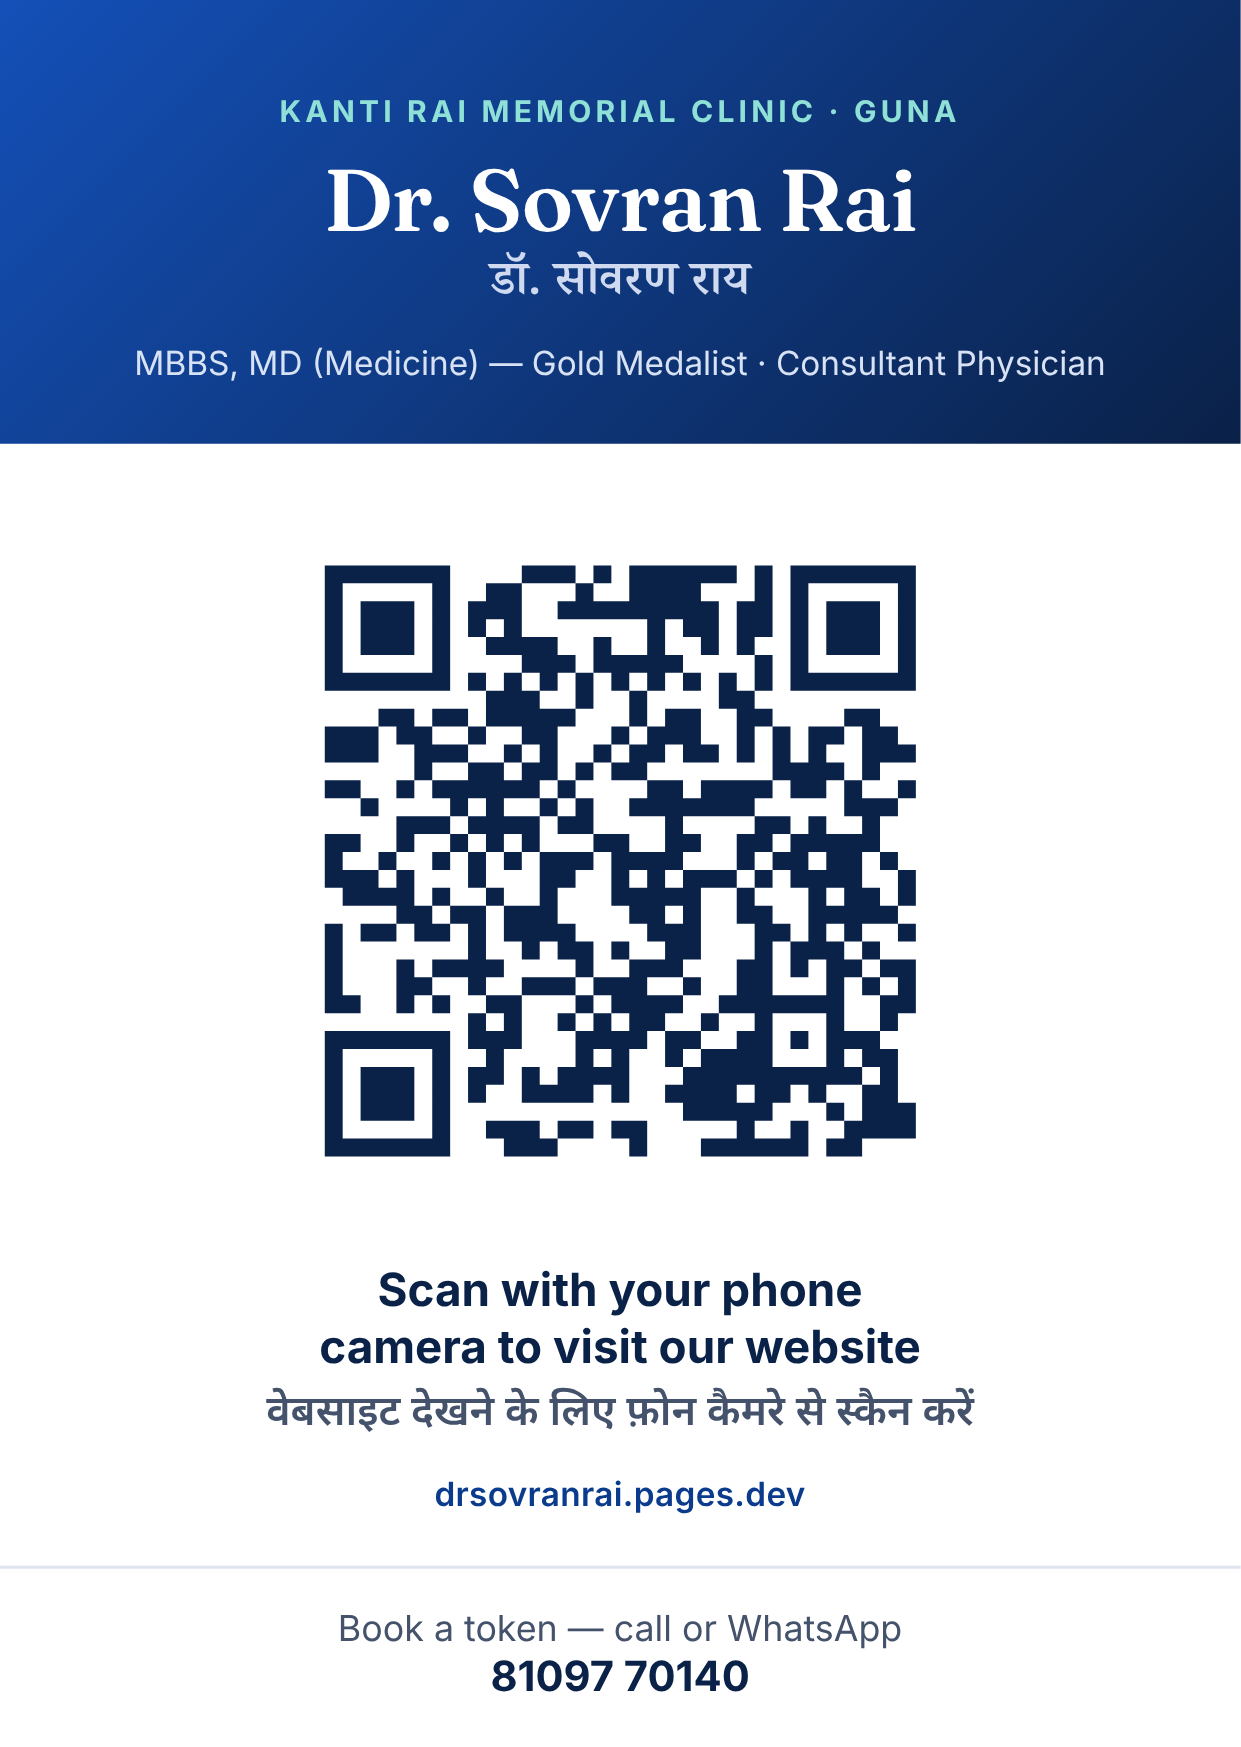 KANTI RAI MEMORIAL CLINIC · GUNA
Dr. Sovran Rai
डॉ. सोवरण राय
MBBS, MD (Medicine) — Gold Medalist · Consultant Physician
Scan with your phone
camera to visit our website
वेबसाइट देखने के लिए फ़ोन कैमरे से स्कैन करें
drsovranrai.pages.dev
Book a token — call or WhatsApp
81097 70140